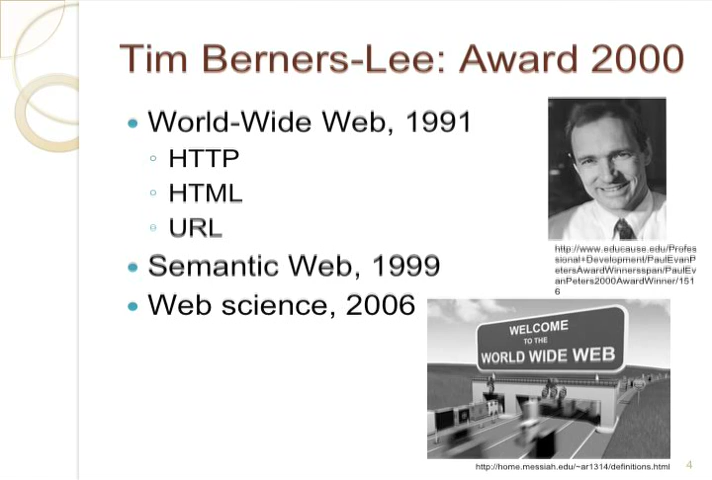 Tim Berners-Lee: Award 2000
World-Wide Web, 1991
HTTP
HTML
URL
Semantic Web, 1999
Web science, 2006
http://www.educause.edu/Profes
sional+Development/PaulEvanP
etersAwardWinnersspan/PaulEv
anPeters2000AwardWinner/151
6
WELCOME
TO THE
WORLD WIDE WEB
http://home.messiah.edu/~ar1314/definitions.html
4